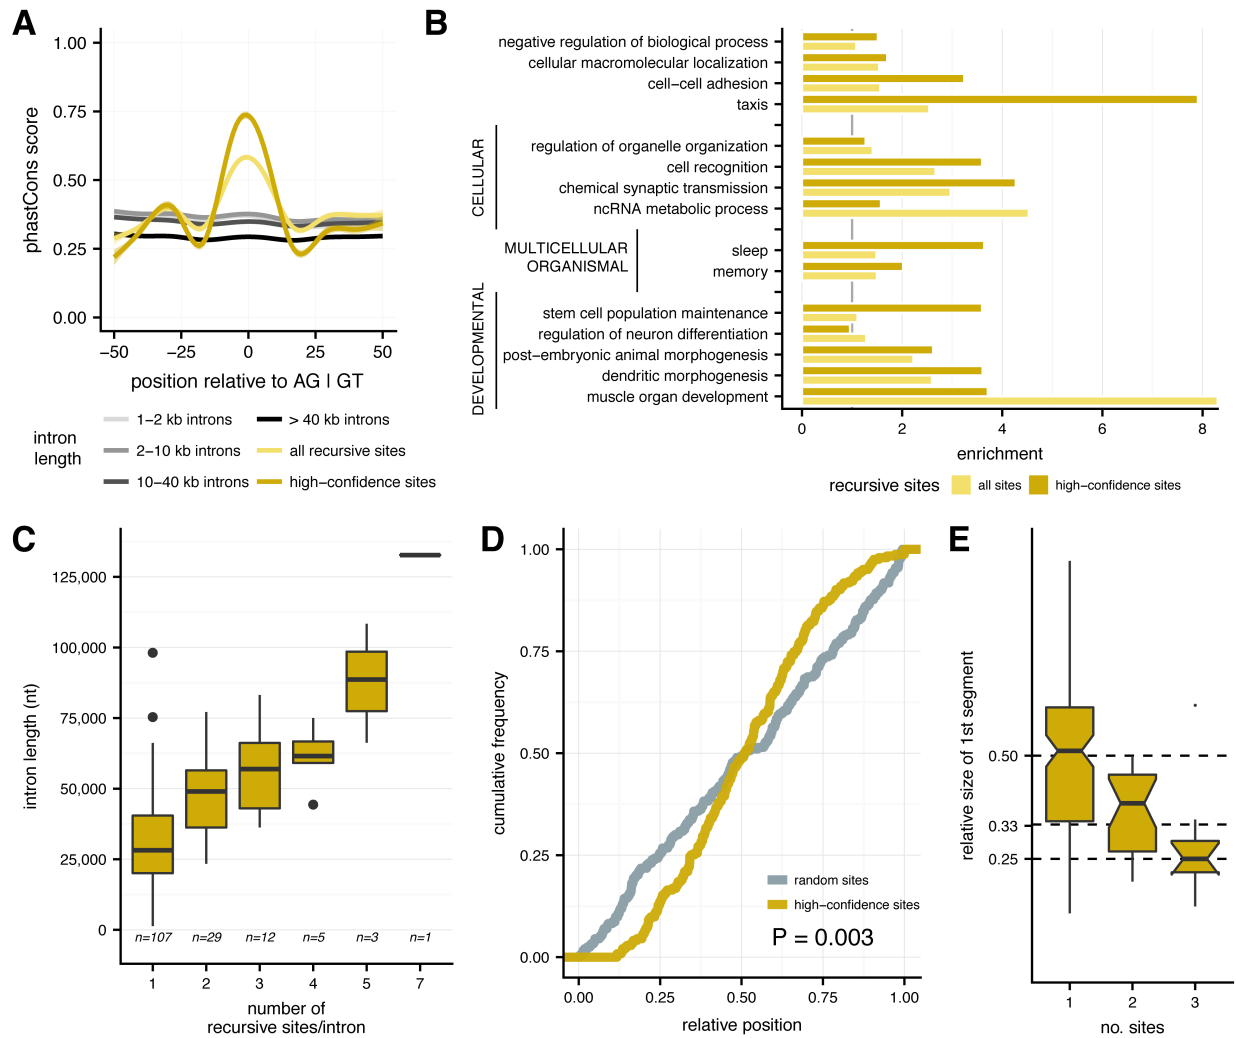 A
1.00
0.75
0.50
0.25
0.00
phastCons score
−50
−25
0
25
50
position relative to AG | GT
intron
length
1−2 kb introns
2−10 kb introns
10−40 kb introns
> 40 kb introns
all recursive sites
high−confidence sites
B
negative regulation of biological process
cellular macromolecular localization
cell−cell adhesion
taxis
CELLULAR
regulation of organelle organization
cell recognition
chemical synaptic transmission
ncRNA metabolic process
MULTICELLULAR
ORGANISMAL
sleep
memory
DEVELOPMENTAL
stem cell population maintenance
regulation of neuron differentiation
post−embryonic animal morphogenesis
dendritic morphogenesis
muscle organ development
0
2
4
6
8
enrichment
recursive sites
all sites
high−confidence sites
C
125,000
100,000
75,000
50,000
25,000
0
intron length (nt)
n=107
n=29
n=12
n=5
n=3
n=1
1
2
3
4
5
7
number of
recursive sites/intron
D
1.00
0.75
0.50
0.25
0.00
cumulative frequency
random sites
high−confidence sites
P = 0.003
0.00
0.25
0.50
0.75
1.00
relative position
E
relative size of 1st segment
0.50
0.33
0.25
1
2
3
no. sites